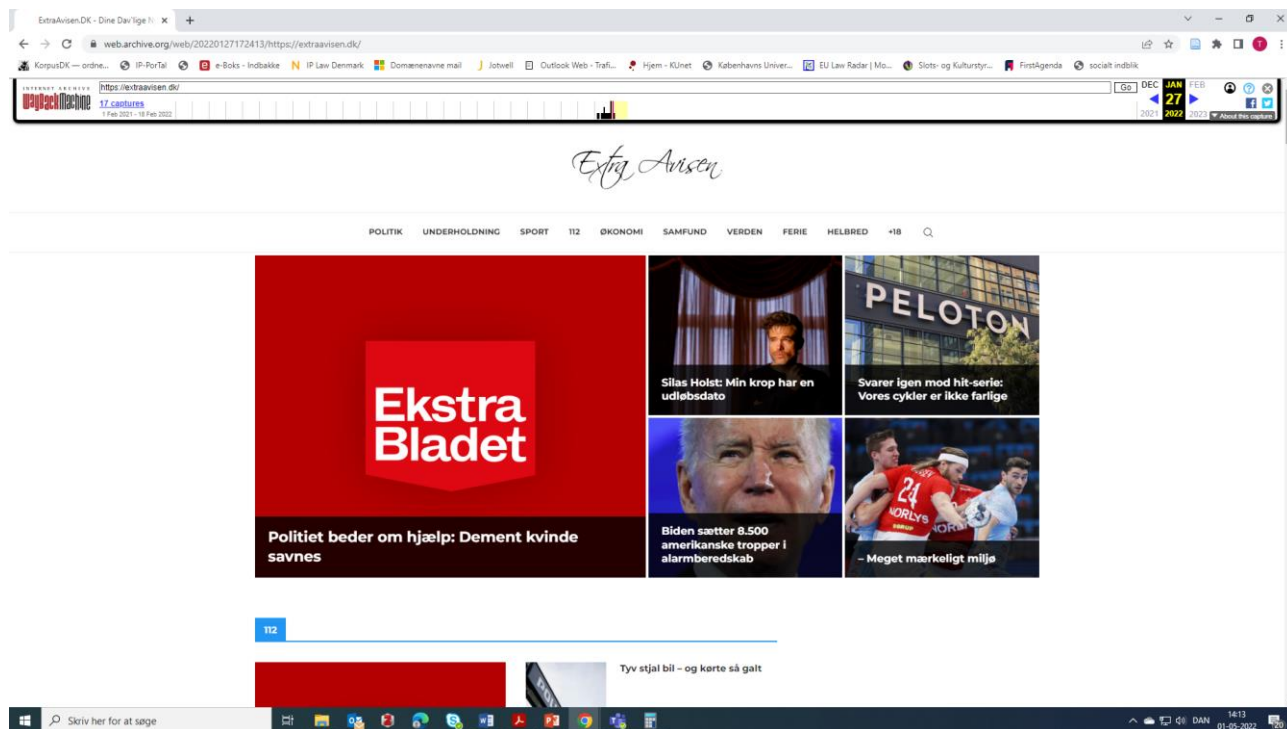 ExtraAvisen.DK - Dine Dav'lige N
web.archive.org/web/20220127172413/https://extraavisen.dk/
KorpusDK — ordne... IP-PorTal e-Boks - Indbakke IP Law Denmark Domænenavne mail Jotwell Outlook Web - Trafi... Hjem - KUnet Københavns Univer... EU Law Radar | Mo... Slots- og Kulturstyr... FirstAgenda socialt indblik
INTERNET ARCHIVE
WayBackMachine
https://extraavisen.dk/
Go
DEC JAN FEB
17 captures
27
1 Feb 2021 - 18 Feb 2022
2021 2022 2023
About this capture
Extra Avisen
POLITIK UNDERHOLDNING SPORT 112 ØKONOMI SAMFUND VERDEN FERIE HELBRED +18
Ekstra
Bladet
Politiet beder om hjælp: Dement kvinde
savnes
Silas Holst: Min krop har en
udløbsdato
PELOTON
Svarer igen mod hit-serie:
Vores cykler er ikke farlige
Biden sætter 8.500
amerikanske tropper i
alarmberedskab
24
NORLYS
– Meget mærkeligt miljø
112
Tyv stjal bil – og kørte så galt
Skriv her for at søge
DAN
14:13
01-05-2022
20